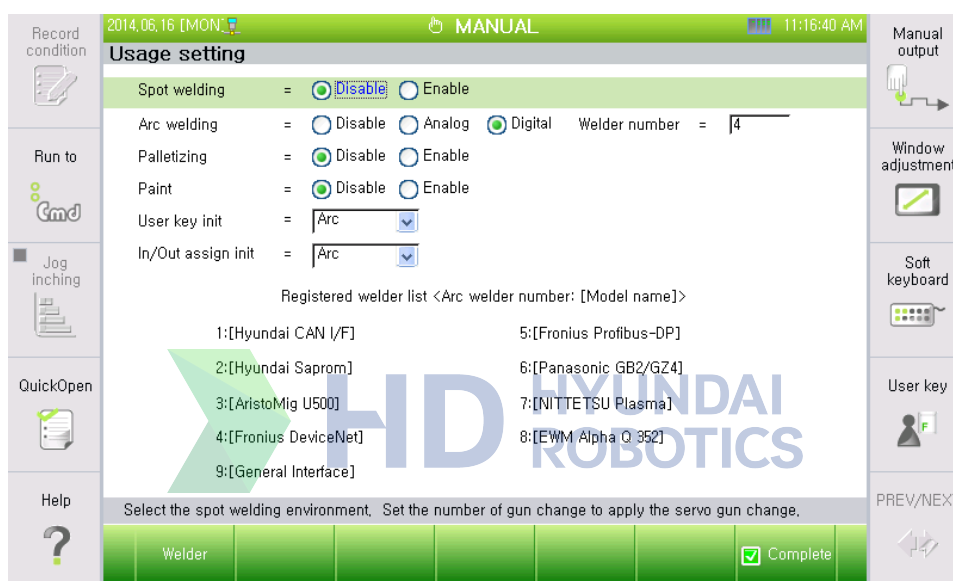 2014,06,16 [MON] MANUAL 11:16:40 AM
Usage setting
Spot welding = Disable Enable
Arc welding = Disable Analog Digital Welder number = 4
Palletizing = Disable Enable
Paint = Disable Enable
User key init = Arc
In/Out assign init = Arc
Registered welder list <Arc welder number: [Model name]>
1:[Hyundai CAN I/F] 5:[Fronius Profibus-DP]
2:[Hyundai Saprom] 6:[Panasonic GB2/GZ4]
3:[AristoMig U500] 7:[NITTETSU Plasma]
4:[Fronius DeviceNet] 8:[EWM Alpha Q 352]
9:[General Interface]
HD HYUNDAI
ROBOTICS
Select the spot welding environment, Set the number of gun change to apply the servo gun change,
Welder Complete
Record
condition
Run to
Cmd
Jog
inching
QuickOpen
Help
?
Manual
output
Window
adjustment
Soft
keyboard
User key
F
PREV/NEX